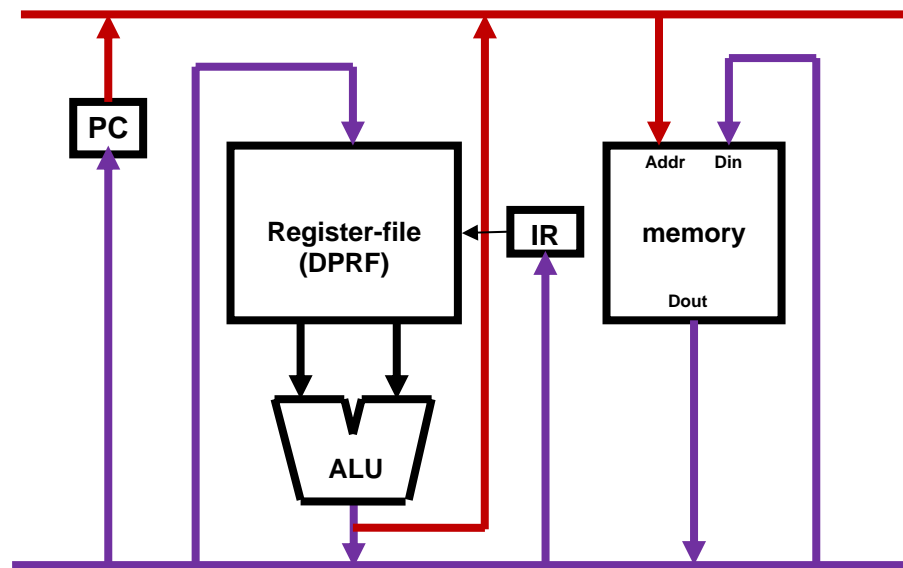 PC
Addr Din
Register-file
(DPRF)
IR
memory
Dout
ALU